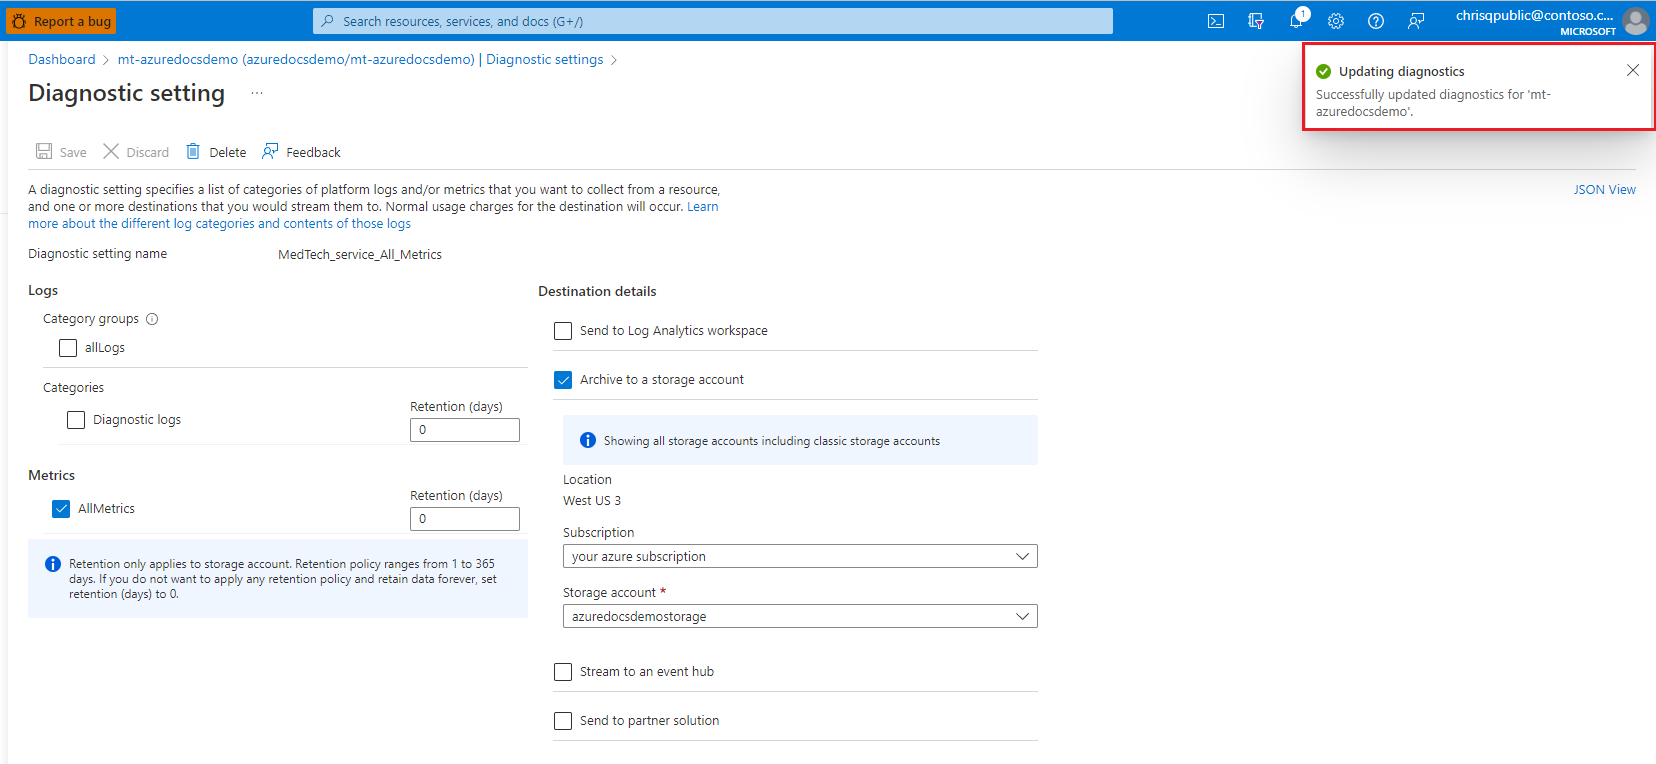 Report a bug
Search resources, services, and docs (G+/)
1
chrisqpublic@contoso.c...
MICROSOFT
Dashboard > mt-azuredocsdemo (azuredocsdemo/mt-azuredocsdemo) | Diagnostic settings >
Diagnostic setting ...
Updating diagnostics
Successfully updated diagnostics for 'mt-
azuredocsdemo'.
Save Discard Delete Feedback
A diagnostic setting specifies a list of categories of platform logs and/or metrics that you want to collect from a resource,
and one or more destinations that you would stream them to. Normal usage charges for the destination will occur. Learn
more about the different log categories and contents of those logs
JSON View
Diagnostic setting name MedTech_service_All_Metrics
Logs
Category groups
allLogs
Categories
Diagnostic logs
Retention (days)
0
Metrics
AllMetrics
Retention (days)
0
Retention only applies to storage account. Retention policy ranges from 1 to 365
days. If you do not want to apply any retention policy and retain data forever, set
retention (days) to 0.
Destination details
Send to Log Analytics workspace
Archive to a storage account
Showing all storage accounts including classic storage accounts
Location
West US 3
Subscription
your azure subscription
Storage account *
azuredocsdemostorage
Stream to an event hub
Send to partner solution